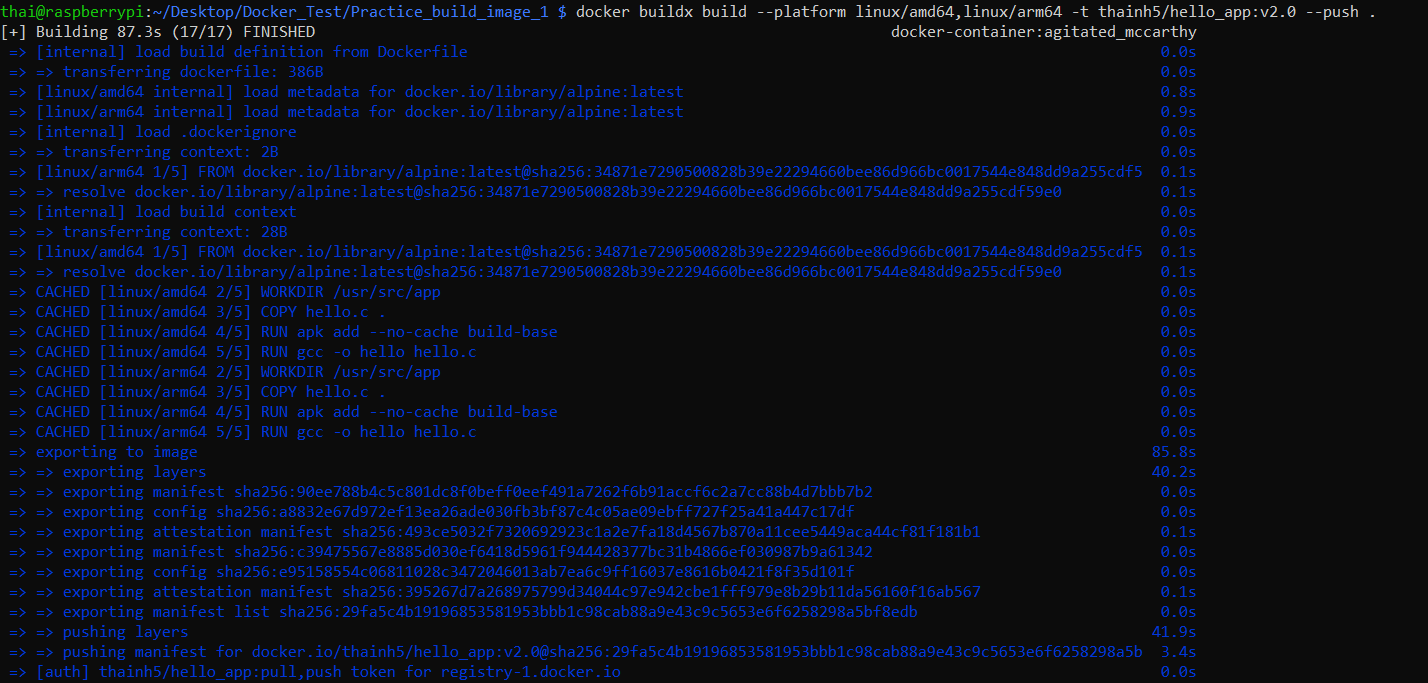 thai@raspberrypi:~/Desktop/Docker_Test/Practice_build_image_1 $ docker buildx build --platform linux/amd64,linux/arm64 -t thainh5/hello_app:v2.0 --push .
[+] Building 87.3s (17/17) FINISHED docker-container:agitated_mccarthy
=> [internal] load build definition from Dockerfile 0.0s
=> => transferring dockerfile: 386B 0.0s
=> [linux/amd64 internal] load metadata for docker.io/library/alpine:latest 0.8s
=> [linux/arm64 internal] load metadata for docker.io/library/alpine:latest 0.9s
=> [internal] load .dockerignore 0.0s
=> => transferring context: 2B 0.0s
=> [linux/arm64 1/5] FROM docker.io/library/alpine:latest@sha256:34871e7290500828b39e22294660bee86d966bc0017544e848dd9a255cdf5 0.1s
=> => resolve docker.io/library/alpine:latest@sha256:34871e7290500828b39e22294660bee86d966bc0017544e848dd9a255cdf59e0 0.1s
=> [internal] load build context 0.0s
=> => transferring context: 28B 0.0s
=> [linux/amd64 1/5] FROM docker.io/library/alpine:latest@sha256:34871e7290500828b39e22294660bee86d966bc0017544e848dd9a255cdf5 0.1s
=> => resolve docker.io/library/alpine:latest@sha256:34871e7290500828b39e22294660bee86d966bc0017544e848dd9a255cdf59e0 0.1s
=> CACHED [linux/amd64 2/5] WORKDIR /usr/src/app 0.0s
=> CACHED [linux/amd64 3/5] COPY hello.c . 0.0s
=> CACHED [linux/amd64 4/5] RUN apk add --no-cache build-base 0.0s
=> CACHED [linux/amd64 5/5] RUN gcc -o hello hello.c 0.0s
=> CACHED [linux/arm64 2/5] WORKDIR /usr/src/app 0.0s
=> CACHED [linux/arm64 3/5] COPY hello.c . 0.0s
=> CACHED [linux/arm64 4/5] RUN apk add --no-cache build-base 0.0s
=> CACHED [linux/arm64 5/5] RUN gcc -o hello hello.c 0.0s
=> exporting to image 85.8s
=> => exporting layers 40.2s
=> => exporting manifest sha256:90ee788b4c5c801dc8f0beff0eef491a7262f6b91accf6c2a7cc88b4d7bbb7b2 0.0s
=> => exporting config sha256:a8832e67d972ef13ea26ade030fb3bf87c4c05ae09ebff727f25a41a447c17df 0.0s
=> => exporting attestation manifest sha256:493ce5032f7320692923c1a2e7fa18d4567b870a11cee5449aca44cf81f181b1 0.1s
=> => exporting manifest sha256:c39475567e8885d030ef6418d5961f944428377bc31b4866ef030987b9a61342 0.0s
=> => exporting config sha256:e95158554c06811028c3472046013ab7ea6c9ff16037e8616b0421f8f35d101f 0.0s
=> => exporting attestation manifest sha256:395267d7a268975799d34044c97e942cbe1fff979e8b29b11da56160f16ab567 0.1s
=> => exporting manifest list sha256:29fa5c4b19196853581953bbb1c98cab88a9e43c9c5653e6f6258298a5bf8edb 0.0s
=> => pushing layers 41.9s
=> => pushing manifest for docker.io/thainh5/hello_app:v2.0@sha256:29fa5c4b19196853581953bbb1c98cab88a9e43c9c5653e6f6258298a5b 3.4s
=> [auth] thainh5/hello_app:pull,push token for registry-1.docker.io 0.0s